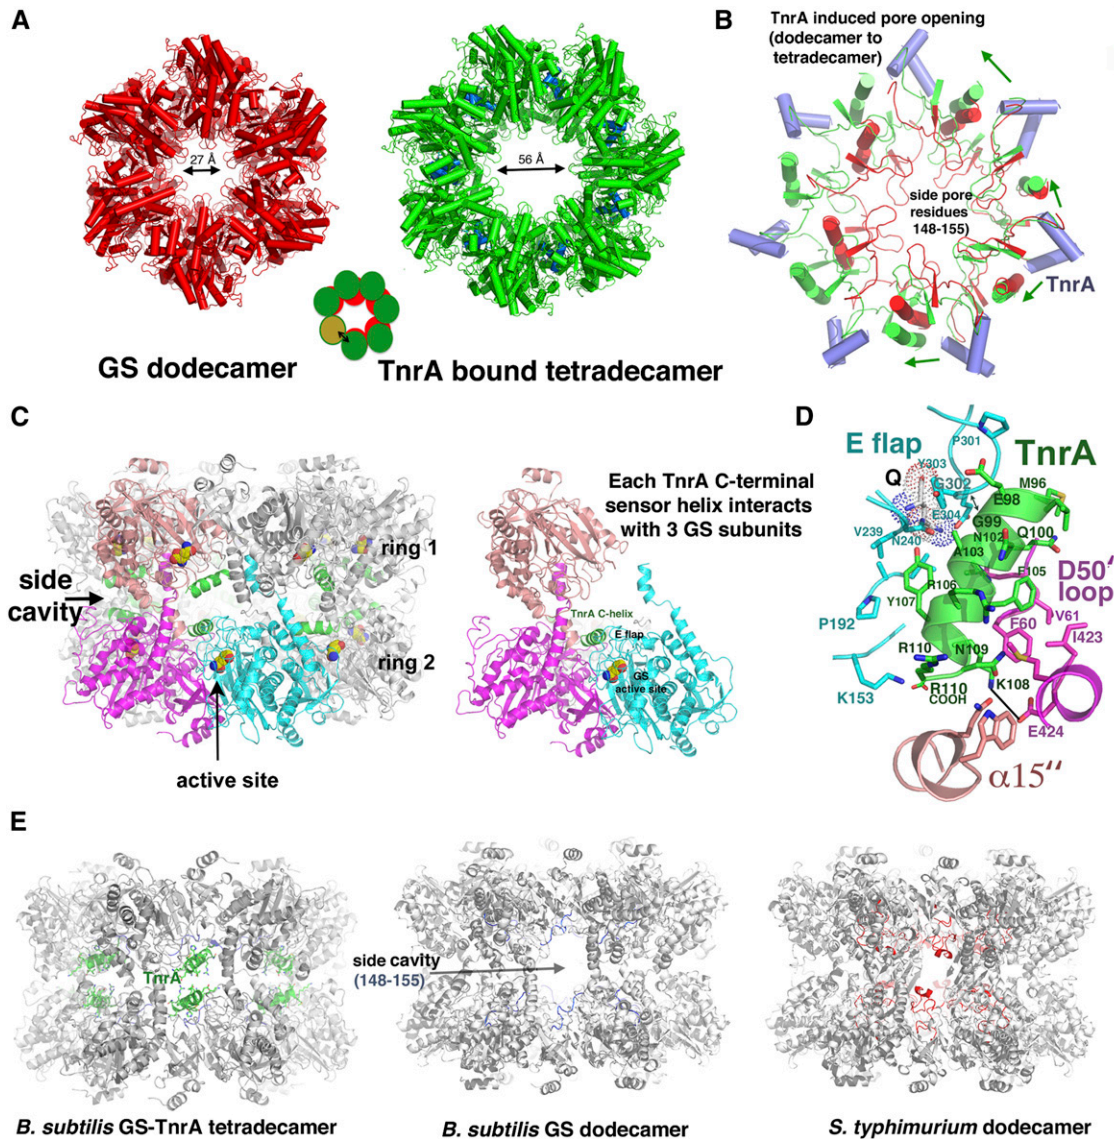 A
27 Å
56 Å
GS dodecamer
TnrA bound tetradecamer
B
TnrA induced pore opening
(dodecamer to
tetradecamer)
side pore
residues
148-155)
TnrA
C
side
cavity
ring 1
ring 2
active site
Each TnrA C-terminal
sensor helix interacts
with 3 GS subunits
TnrA C-helix
E flap
GS
active site
D
E flap
TnrA
P301
Q
Y303
G302
E304
M96
E98
G99
N102
Q100
V239
N240
A103
D50'
loop
F105
R106
Y107
V61
F60
I423
P192
R110
N109
K108
K153
R110
COOH
E424
α15''
E
TnrA
side cavity
(148-155)
B. subtilis GS-TnrA tetradecamer
B. subtilis GS dodecamer
S. typhimurium dodecamer